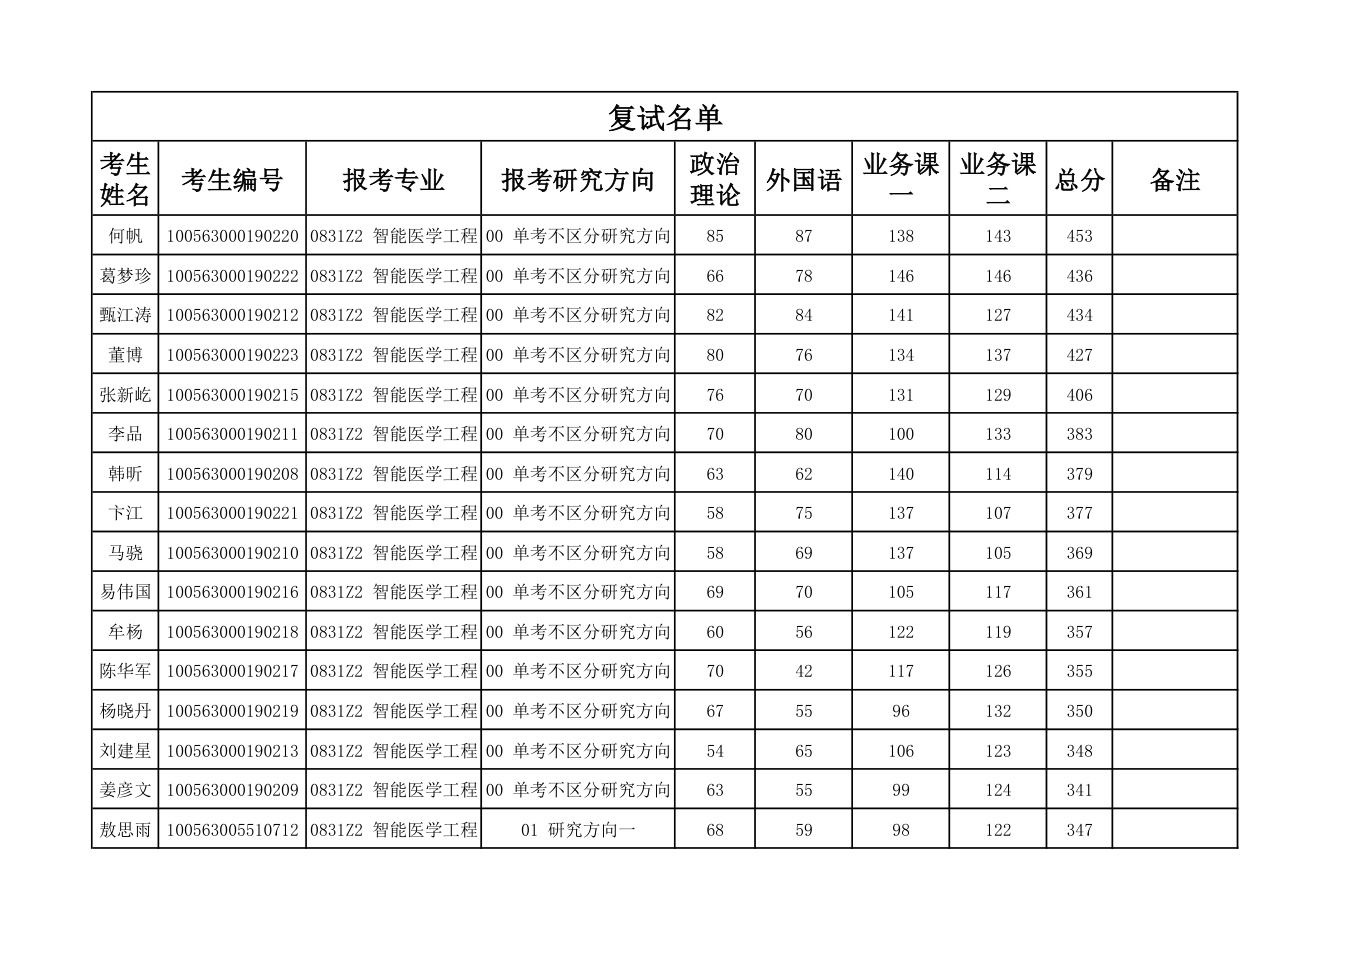 复试名单
考生姓名 考生编号 报考专业 报考研究方向 政治理论 外国语 业务课一 业务课二 总分 备注
何帆 100563000190220 0831Z2 智能医学工程 00 单考不区分研究方向 85 87 138 143 453
葛梦珍 100563000190222 0831Z2 智能医学工程 00 单考不区分研究方向 66 78 146 146 436
甄江涛 100563000190212 0831Z2 智能医学工程 00 单考不区分研究方向 82 84 141 127 434
董博 100563000190223 0831Z2 智能医学工程 00 单考不区分研究方向 80 76 134 137 427
张新屹 100563000190215 0831Z2 智能医学工程 00 单考不区分研究方向 76 70 131 129 406
李品 100563000190211 0831Z2 智能医学工程 00 单考不区分研究方向 70 80 100 133 383
韩昕 100563000190208 0831Z2 智能医学工程 00 单考不区分研究方向 63 62 140 114 379
卞江 100563000190221 0831Z2 智能医学工程 00 单考不区分研究方向 58 75 137 107 377
马骁 100563000190210 0831Z2 智能医学工程 00 单考不区分研究方向 58 69 137 105 369
易伟国 100563000190216 0831Z2 智能医学工程 00 单考不区分研究方向 69 70 105 117 361
牟杨 100563000190218 0831Z2 智能医学工程 00 单考不区分研究方向 60 56 122 119 357
陈华军 100563000190217 0831Z2 智能医学工程 00 单考不区分研究方向 70 42 117 126 355
杨晓丹 100563000190219 0831Z2 智能医学工程 00 单考不区分研究方向 67 55 96 132 350
刘建星 100563000190213 0831Z2 智能医学工程 00 单考不区分研究方向 54 65 106 123 348
姜彦文 100563000190209 0831Z2 智能医学工程 00 单考不区分研究方向 63 55 99 124 341
敖思雨 100563005510712 0831Z2 智能医学工程 01 研究方向一 68 59 98 122 347